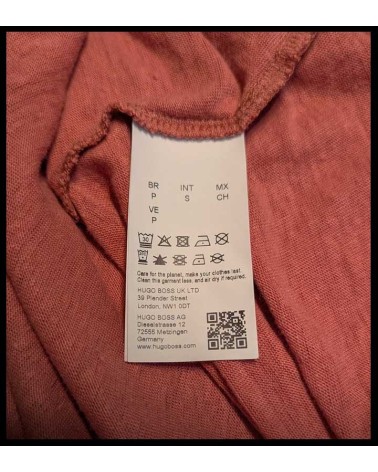 BR INT MX
P S CH
VE
P
30
Care for the planet, make your clothes last
Clean this garment less, and air dry if required.
HUGO BOSS UK LTD
39 Plender Street
London, NW1 0DT
HUGO BOSS AG
Dieselstrasse 12
72555 Metzingen
Germany
www.hugoboss.com